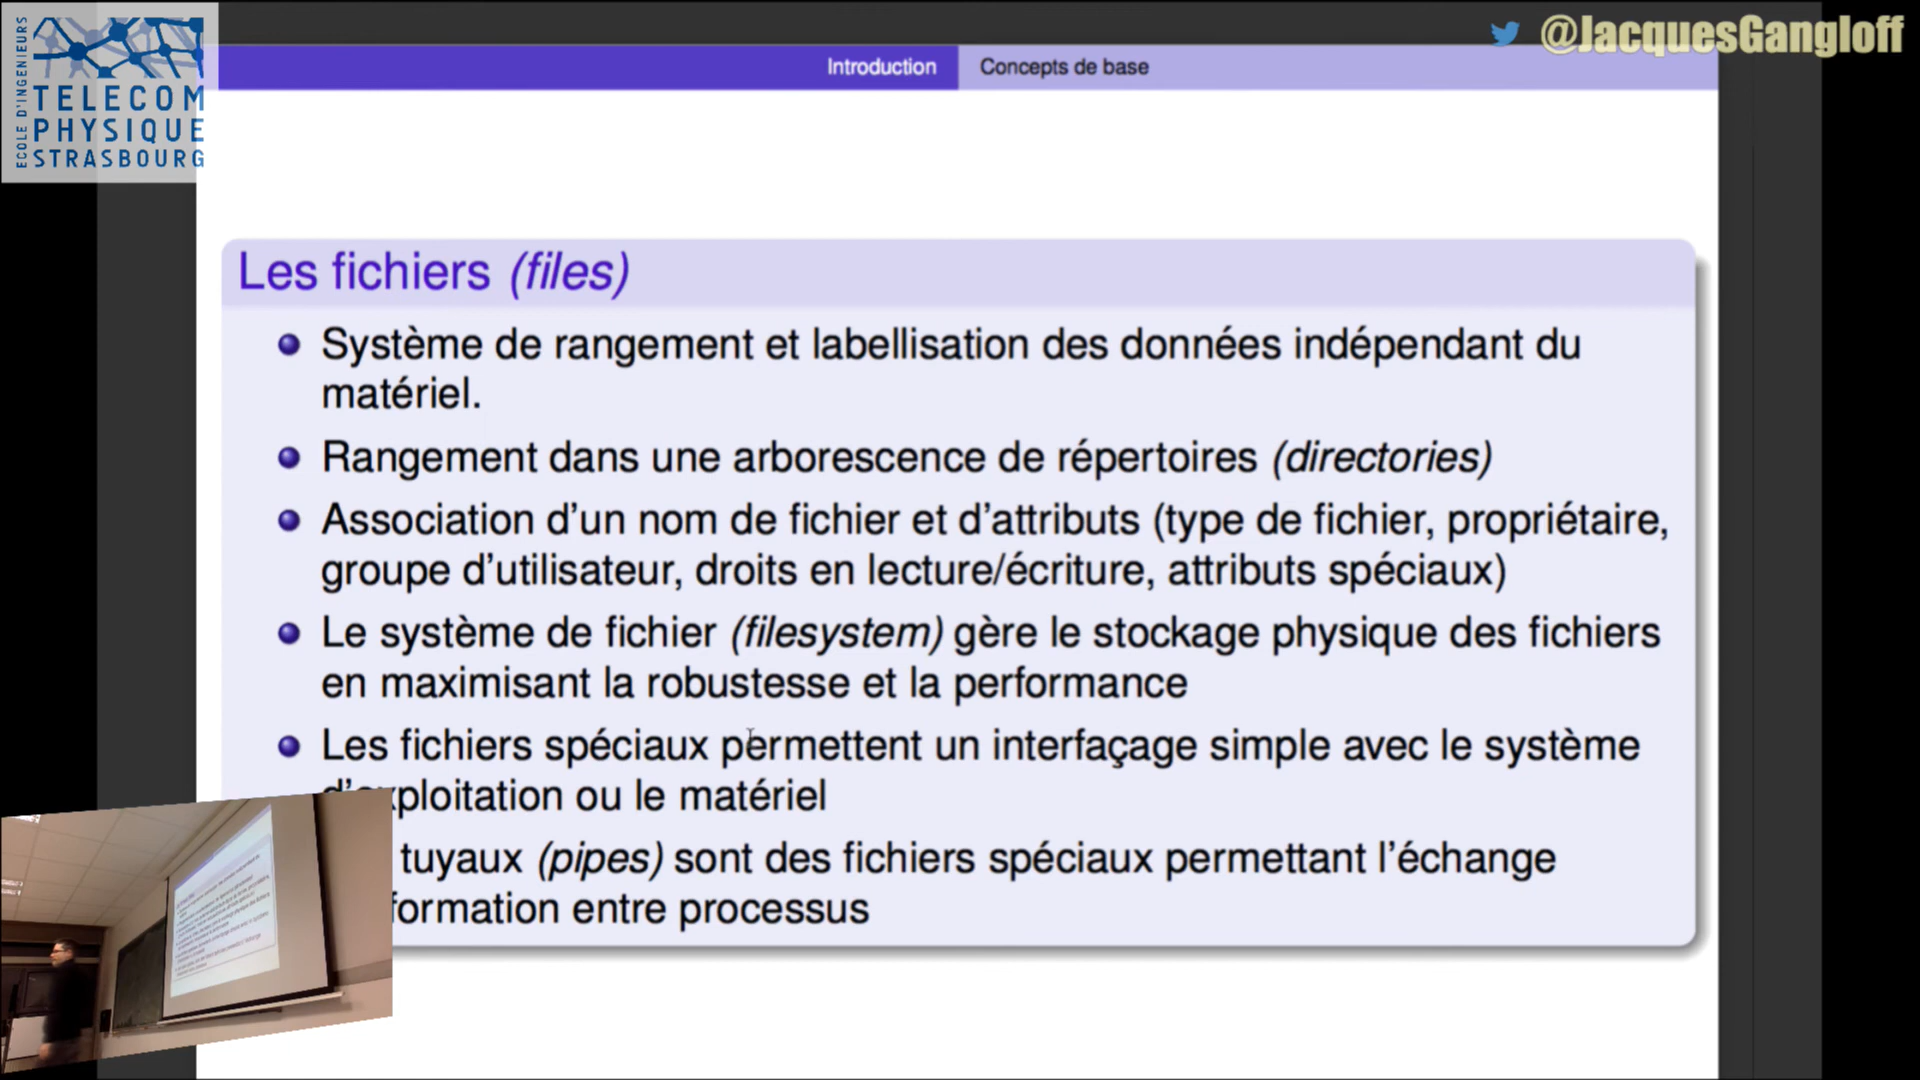 ECOLE D'INGENIEURS
TELECOM
PHYSIQUE
STRASBOURG
@JacquesGangloff
Introduction
Concepts de base
Les fichiers (files)
Système de rangement et labellisation des données indépendant du
matériel.
Rangement dans une arborescence de répertoires (directories)
Association d'un nom de fichier et d'attributs (type de fichier, propriétaire,
groupe d'utilisateur, droits en lecture/écriture, attributs spéciaux)
Le système de fichier (filesystem) gère le stockage physique des fichiers
en maximisant la robustesse et la performance
Les fichiers spéciaux permettent un interfaçage simple avec le système
d'exploitation ou le matériel
tuyaux (pipes) sont des fichiers spéciaux permettant l'échange
formation entre processus